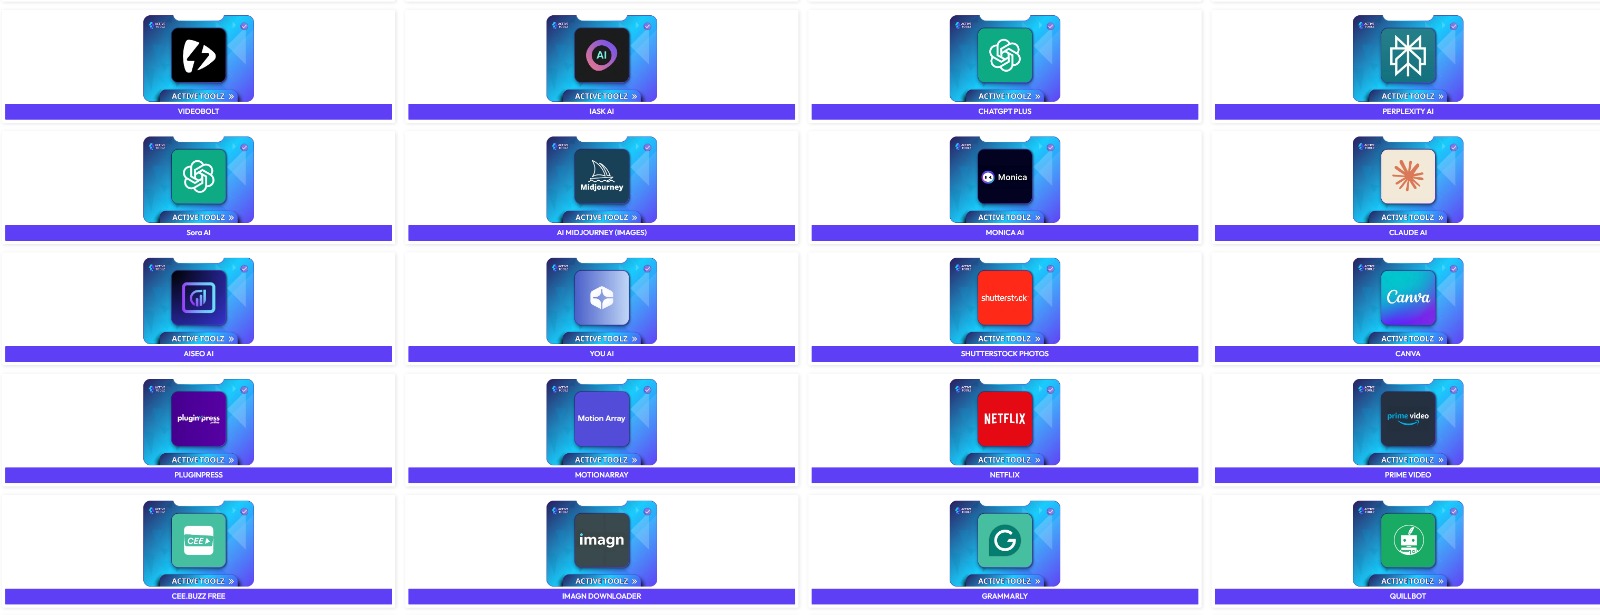 ACTIVE TOOLZ
VIDEOBOLT
AI
ACTIVE TOOLZ
IASK AI
ACTIVE TOOLZ
CHATGPT PLUS
ACTIVE TOOLZ
PERPLEXITY AI
ACTIVE TOOLZ
Sora AI
Midjourney
ACTIVE TOOLZ
AI MIDJOURNEY (IMAGES)
Monica
ACTIVE TOOLZ
MONICA AI
ACTIVE TOOLZ
CLAUDE AI
ACTIVE TOOLZ
AISEO AI
ACTIVE TOOLZ
YOU AI
shutterstock
ACTIVE TOOLZ
SHUTTERSTOCK PHOTOS
Canva
ACTIVE TOOLZ
CANVA
pluginpress
ACTIVE TOOLZ
PLUGINPRESS
Motion Array
ACTIVE TOOLZ
MOTIONARRAY
NETFLIX
ACTIVE TOOLZ
NETFLIX
prime video
ACTIVE TOOLZ
PRIME VIDEO
CEE
ACTIVE TOOLZ
CEE.BUZZ FREE
imagn
ACTIVE TOOLZ
IMAGN DOWNLOADER
G
ACTIVE TOOLZ
GRAMMARLY
ACTIVE TOOLZ
QUILLBOT